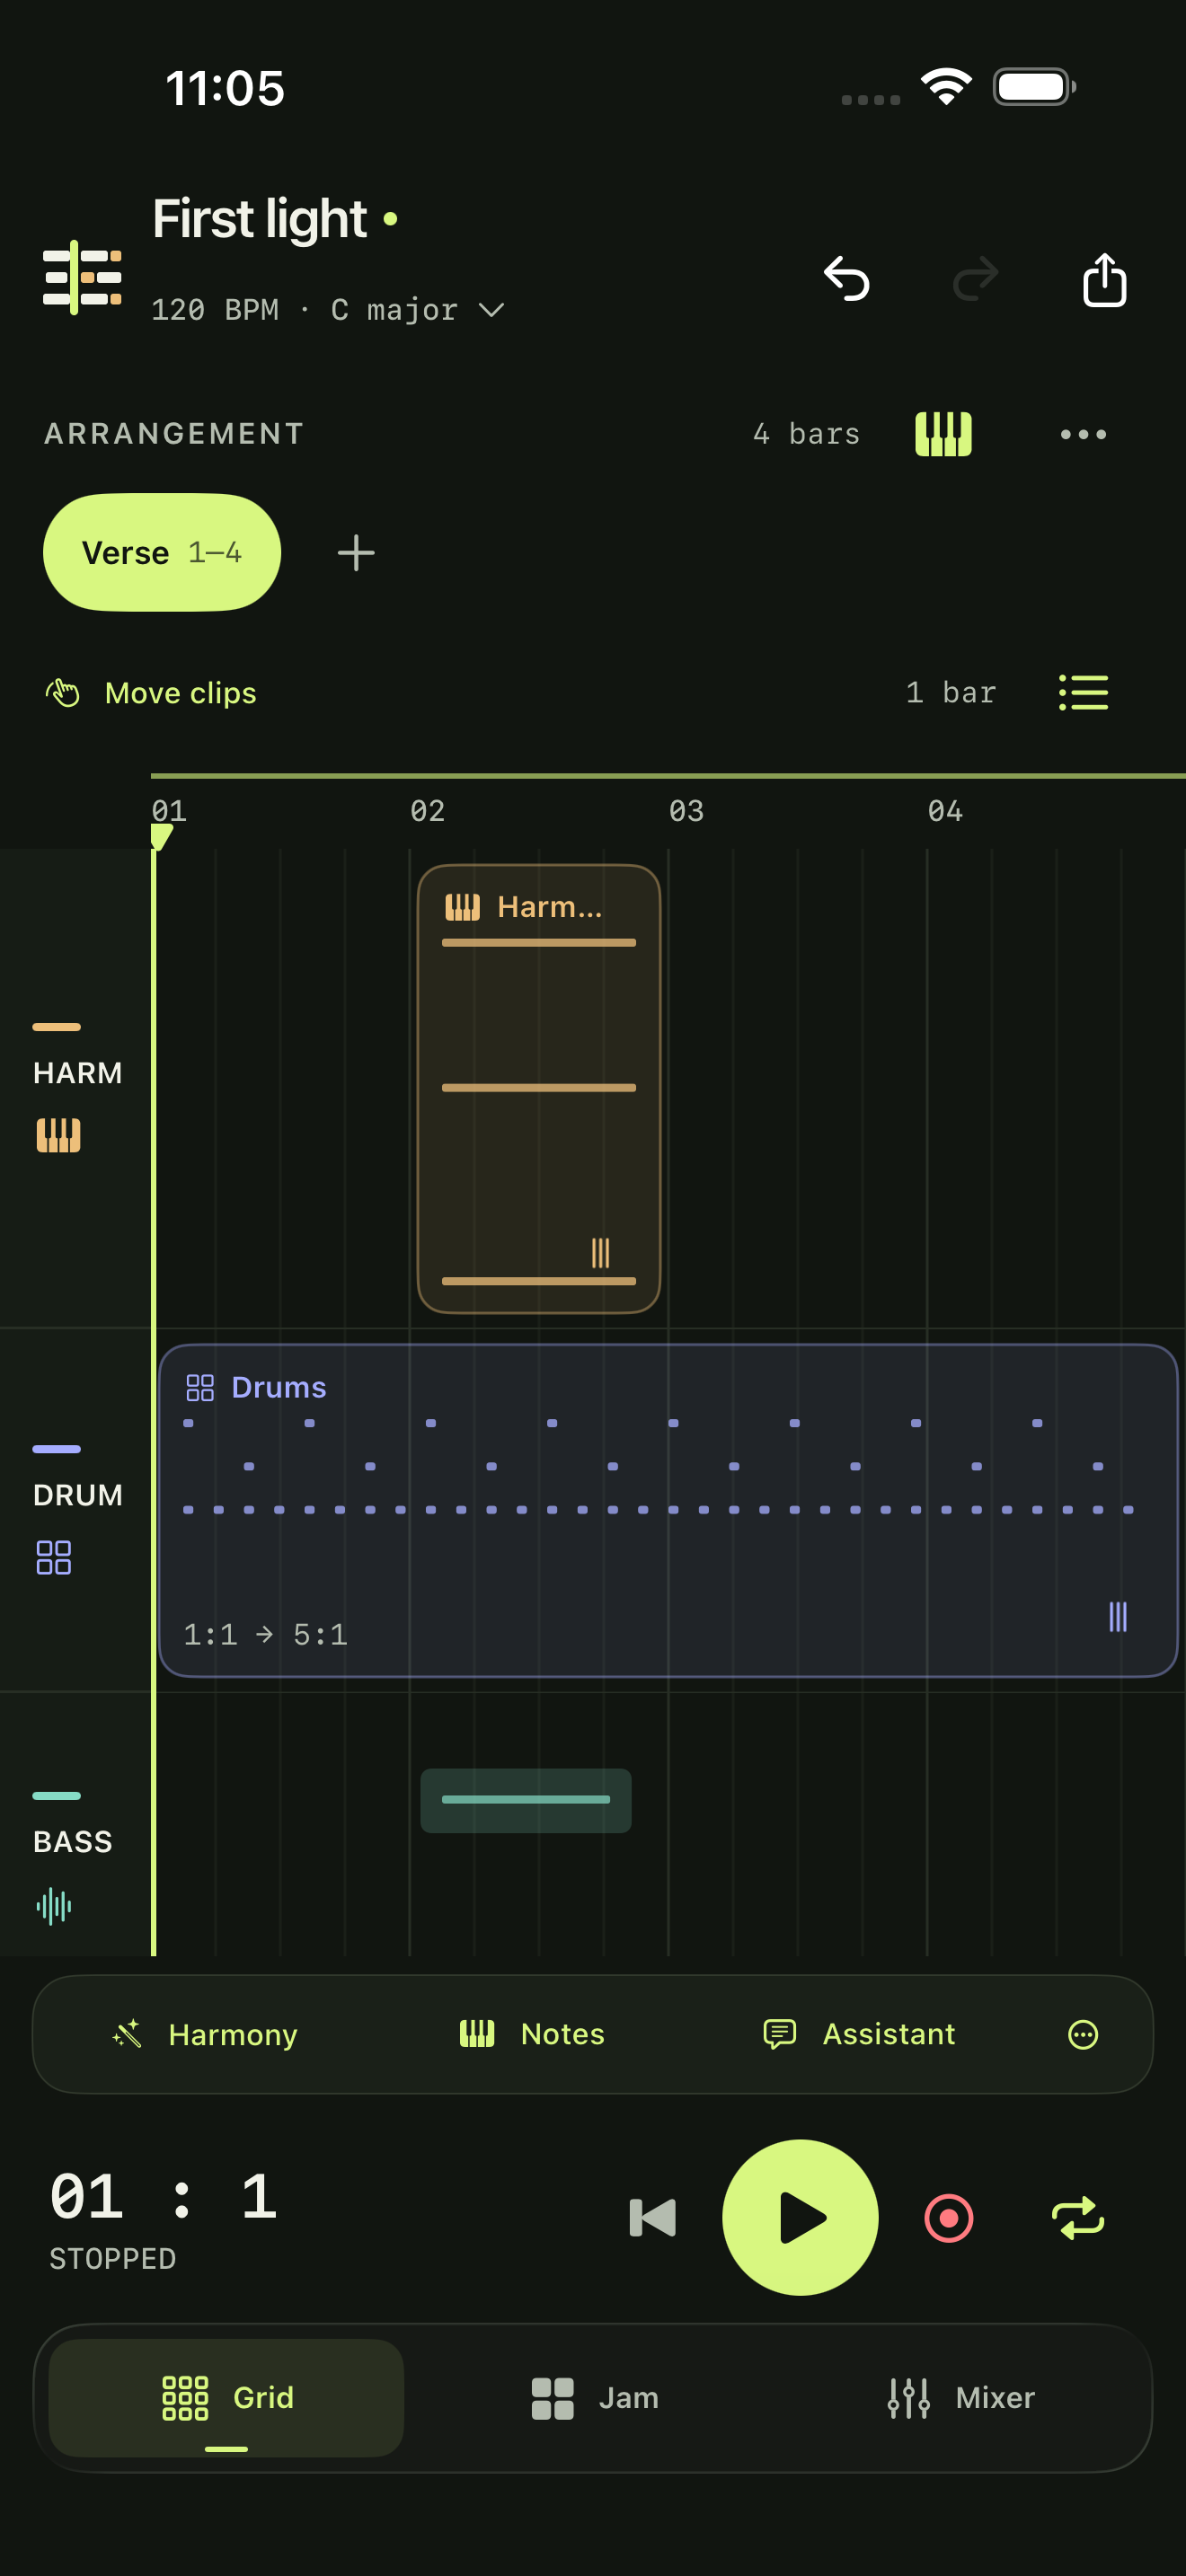 11:05
First light
120 BPM · C major
ARRANGEMENT 4 bars
Verse 1–4
Move clips 1 bar
01 02 03 04
Harm...
HARM
Drums
DRUM
1:1 → 5:1
BASS
Harmony Notes Assistant
01 : 1
STOPPED
Grid Jam Mixer